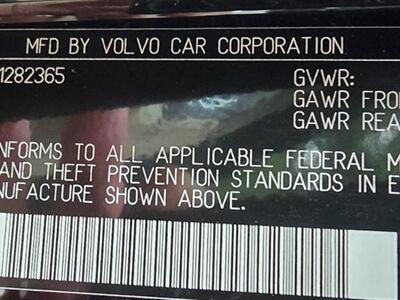 MFD BY VOLVO CAR CORPORATION
1282365 GVWR:
GAWR FRO
GAWR REA
NFORMS TO ALL APPLICABLE FEDERAL M
AND THEFT PREVENTION STANDARDS IN E
NUFACTURE SHOWN ABOVE.